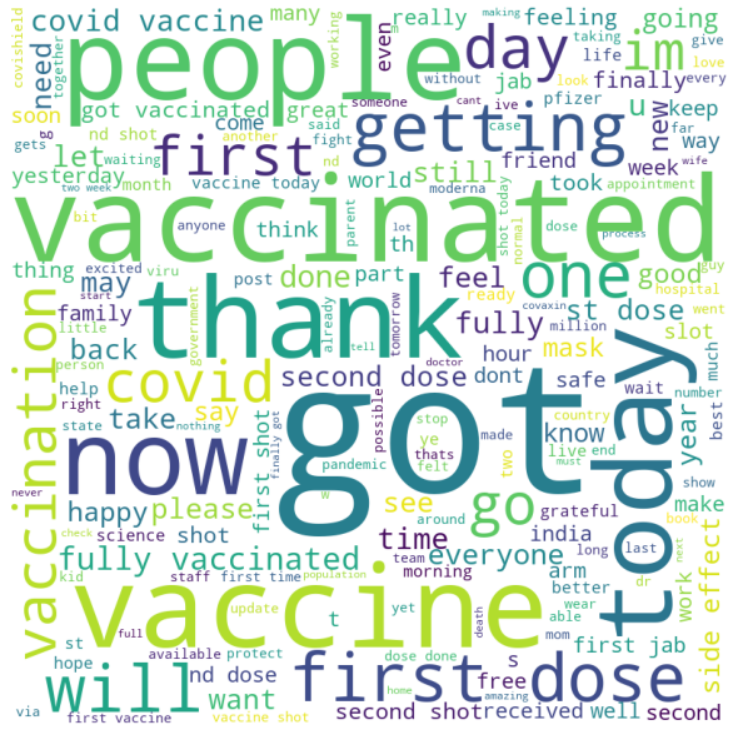 covid vaccine
many
really
feeling
going
making
covishield
need
together
people
working
m
even
day
im
taking
life
give
love
look
every
without
jab
finally
soon
got vaccinated
great
someone
cant
ive
pfizer
u
new
keep
g
gets
nd shot
come
another
said
fight
getting
case
far
way
yesterday
let
waiting
first
nd
still
friend
week
wife
two week
month
vaccine today
world
moderna
took
appointment
bit
anyone
think
th
parent
lot
shot today
normal
dose
process
vaccinated
thing
excited
viru
post
done
part
feel
one
good
guy
may
start
family
government
thank
already
tomorrow
ready
covaxin
hospital
million
went
st dose
slot
little
person
back
tell
fully
hour
mask
vaccination
help
covid
second dose
doctor
dont
safe
wait
number
much
right
say
possible
country
best
state
nothing
take
now
got
finally got
stop
ye
thats
felt
made
two
know
live
end
must
year
today
never
happy
please
first shot
pandemic
w
see
show
science
shot
time
around
grateful
book
make
check
fully vaccinated
team
everyone
india
long
last
next
kid
staff first time
population
morning
arm
dr
work
side effect
vaccine
update
t
yet
death
better
wear
able
mom
st
full
first jab
hope
available
protect
dose done
first
dose
s
free
will
nd dose
want
home
amazing
via
first vaccine
vaccine shot
second shot
received
well
second